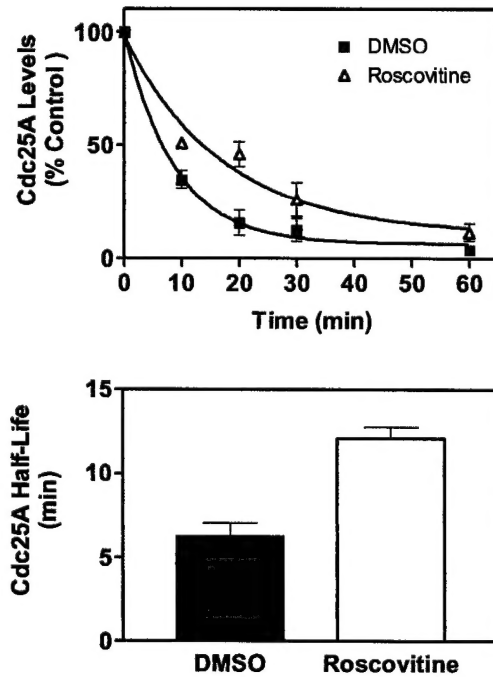 Cdc25A Levels
(% Control )
100
50
0
DMSO
Roscovitine
0 10 20 30 40 50 60
Time (min)
Cdc25A Half-Life
(min)
15
10
5
0
DMSO Roscovitine